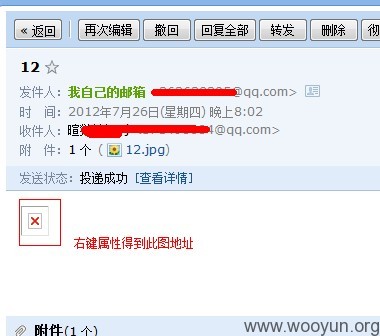 « 返回 再次编辑 撤回 回复全部 转发 删除
12
发件人：我自己的邮箱 @qq.com>
时 间：2012年7月26日(星期四) 晚上8:02
收件人：暄 4@qq.com>
附 件：1 个 ( 12.jpg)
发送状态：投递成功 [查看详情]
右键属性得到此图地址
www.wooyun.org
附件(1 个)